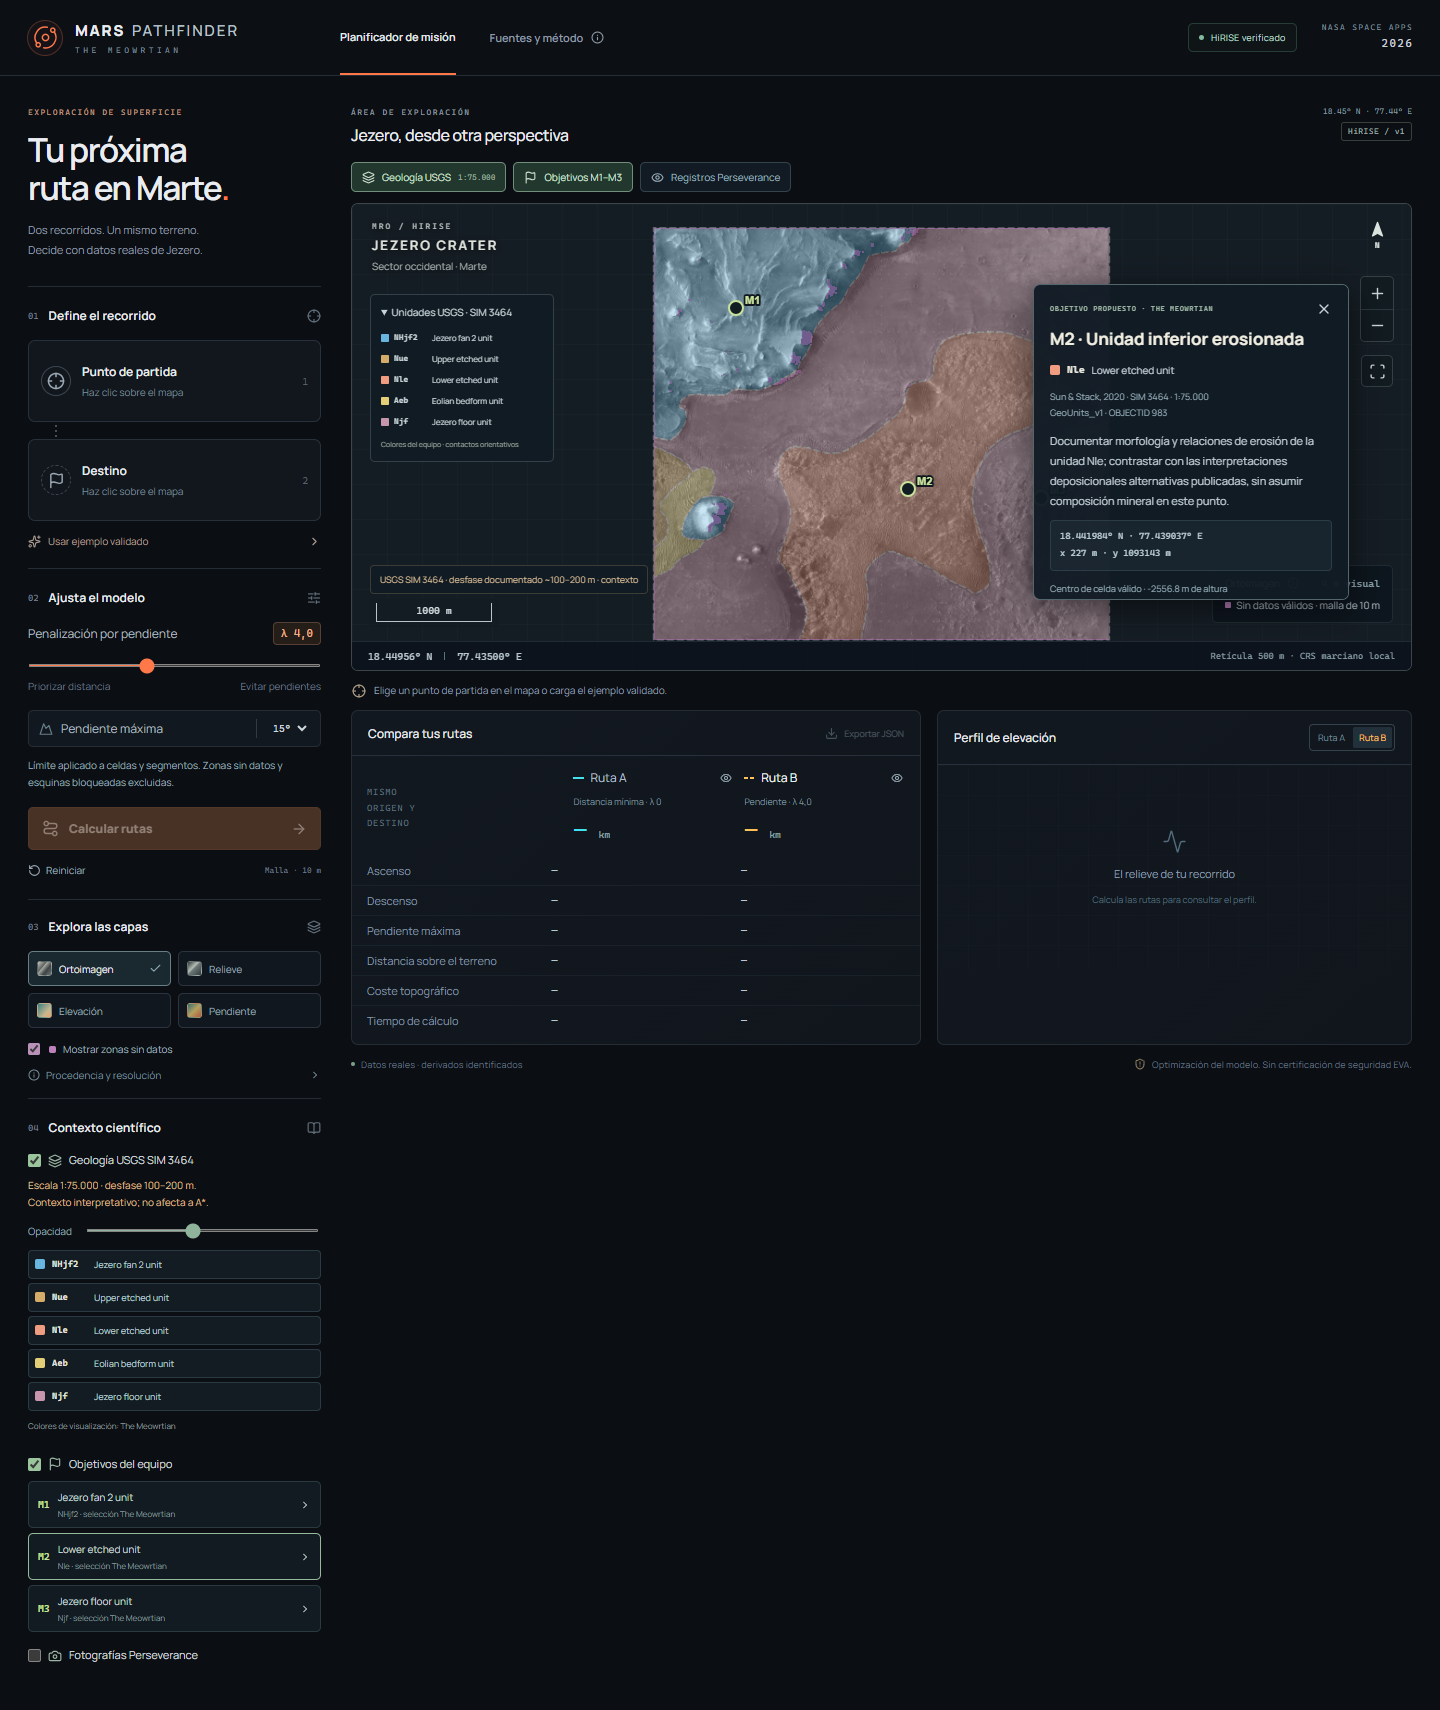 MARS PATHFINDER
THE MEOWRTIAN
Planificador de misión
Fuentes y método
HiRISE verificado
NASA SPACE APPS
2026
EXPLORACIÓN DE SUPERFICIE
Tu próxima
ruta en Marte.
Dos recorridos. Un mismo terreno.
Decide con datos reales de Jezero.
01 Define el recorrido
Punto de partida
Haz clic sobre el mapa
1
Destino
Haz clic sobre el mapa
2
Usar ejemplo validado
02 Ajusta el modelo
Penalización por pendiente
λ 4,0
Priorizar distancia
Evitar pendientes
Pendiente máxima
15°
Límite aplicado a celdas y segmentos. Zonas sin datos y
esquinas bloqueadas excluidas.
Calcular rutas
Reiniciar
Malla · 10 m
03 Explora las capas
Ortoimagen
Relieve
Elevación
Pendiente
Mostrar zonas sin datos
Procedencia y resolución
04 Contexto científico
Geología USGS SIM 3464
Escala 1:75.000 · desfase 100–200 m.
Contexto interpretativo; no afecta a A*.
Opacidad
NHjf2 Jezero fan 2 unit
Nue Upper etched unit
Nle Lower etched unit
Aeb Eolian bedform unit
Njf Jezero floor unit
Colores de visualización: The Meowrtian
Objetivos del equipo
M1 Jezero fan 2 unit
NHjf2 · selección The Meowrtian
M2 Lower etched unit
Nle · selección The Meowrtian
M3 Jezero floor unit
Njf · selección The Meowrtian
Fotografías Perseverance
ÁREA DE EXPLORACIÓN
Jezero, desde otra perspectiva
18.45° N · 77.44° E
HiRISE / v1
Geología USGS 1:75.000
Objetivos M1–M3
Registros Perseverance
MRO / HIRISE
JEZERO CRATER
Sector occidental · Marte
▼ Unidades USGS · SIM 3464
NHjf2 Jezero fan 2 unit
Nue Upper etched unit
Nle Lower etched unit
Aeb Eolian bedform unit
Njf Jezero floor unit
Colores del equipo · contactos orientativos
M1
M2
N
OBJETIVO PROPUESTO · THE MEOWRTIAN
M2 · Unidad inferior erosionada
Nle Lower etched unit
Sun & Stack, 2020 · SIM 3464 · 1:75.000
GeoUnits_v1 · OBJECTID 983
Documentar morfología y relaciones de erosión de la
unidad Nle; contrastar con las interpretaciones
deposicionales alternativas publicadas, sin asumir
composición mineral en este punto.
18.441984° N · 77.439037° E
x 227 m · y 1093143 m
Centro de celda válido · -2556.8 m de altura
visual
Sin datos válidos · malla de 10 m
USGS SIM 3464 · desfase documentado ~100–200 m · contexto
1000 m
18.44956° N | 77.43500° E
Retícula 500 m · CRS marciano local
Elige un punto de partida en el mapa o carga el ejemplo validado.
Compara tus rutas
Exportar JSON
MISMO
ORIGEN Y
DESTINO
Ruta A
Distancia mínima · λ 0
— km
Ruta B
Pendiente · λ 4,0
— km
Ascenso — —
Descenso — —
Pendiente máxima — —
Distancia sobre el terreno — —
Coste topográfico — —
Tiempo de cálculo — —
Perfil de elevación
Ruta A
Ruta B
El relieve de tu recorrido
Calcula las rutas para consultar el perfil.
Datos reales · derivados identificados
Optimización del modelo. Sin certificación de seguridad EVA.